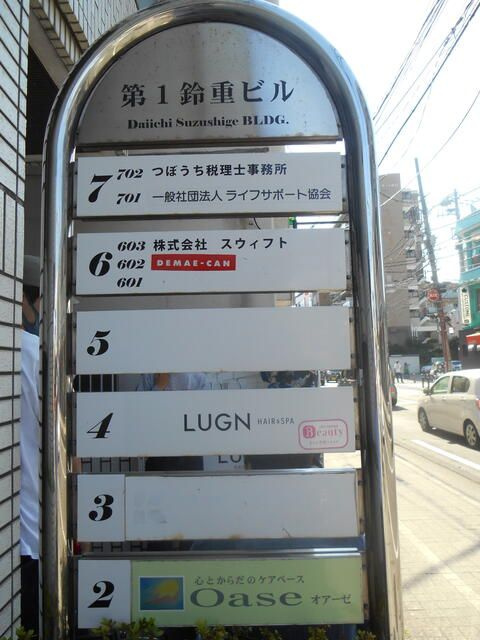 第1鈴重ビル
Daiichi Suzushige BLDG.
7
702 つぼうち税理士事務所
701 一般社団法人 ライフサポート協会
6
603 株式会社 スウィフト
602 DEMAE-CAN
601
5
4
LUGN HAIR&SPA
Beauty
3
2
心とからだのケアベース
Oase オアーゼ